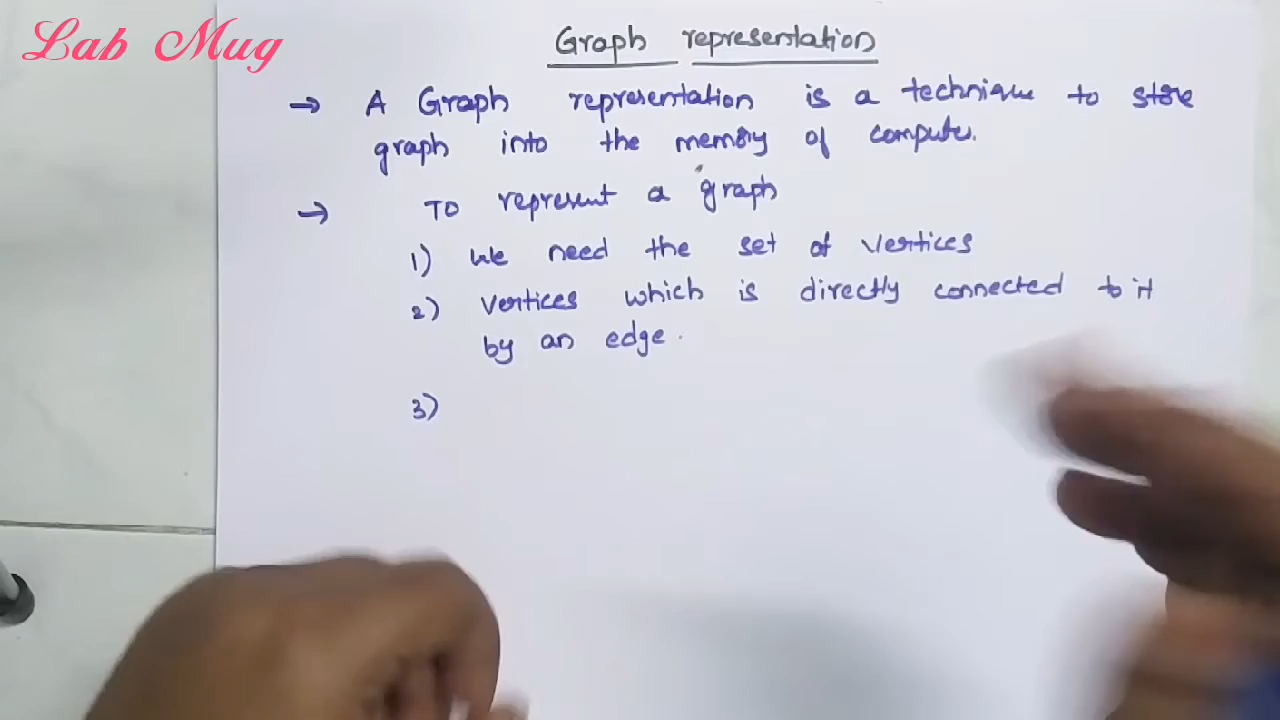 Lab Mug
Graph representation
→ A Graph representation is a technique to store
graph into the memory of computer.
→ To represent a graph
1) We need the set of vertices
2) Vertices which is directly connected to it
by an edge.
3)